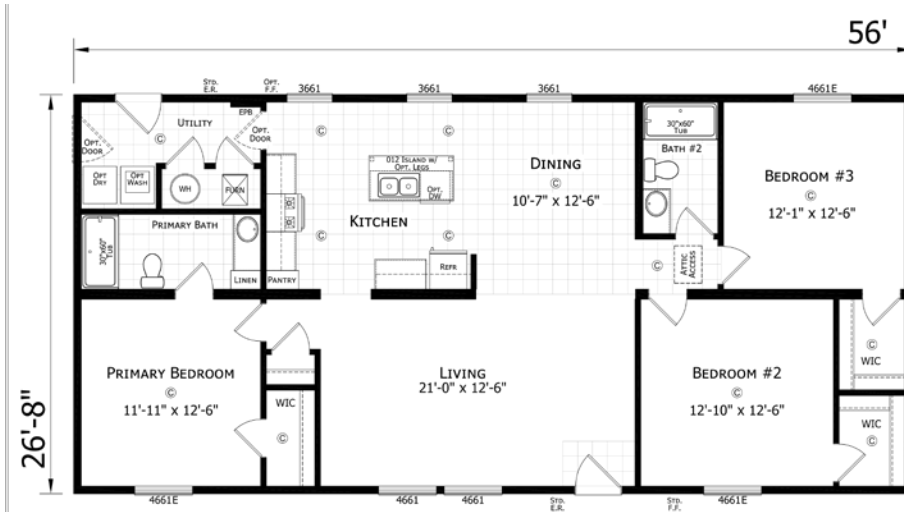 56'
STD.
E.R.
OPT.
F.F.
3661
3661
3661
4661E
26'-8"
EPB
UTILITY
©
OPT.
DOOR
OPT.
DOOR
OPT
DRY
OPT
WASH
WH
FURN
©
©
012 ISLAND W/
OPT. LEGS
OPT.
DW
DINING
©
10'-7" x 12'-6"
30"x60"
TUB
BATH #2
BEDROOM #3
©
12'-1" x 12'-6"
PRIMARY BATH
30"x60"
TUB
LINEN
PANTRY
KITCHEN
©
©
REFR
©
ATTIC
ACCESS
PRIMARY BEDROOM
©
11'-11" x 12'-6"
WIC
©
LIVING
21'-0" x 12'-6"
BEDROOM #2
©
12'-10" x 12'-6"
©
WIC
WIC
©
4661E
4661
4661
STD.
E.R.
STD.
F.F.
4661E